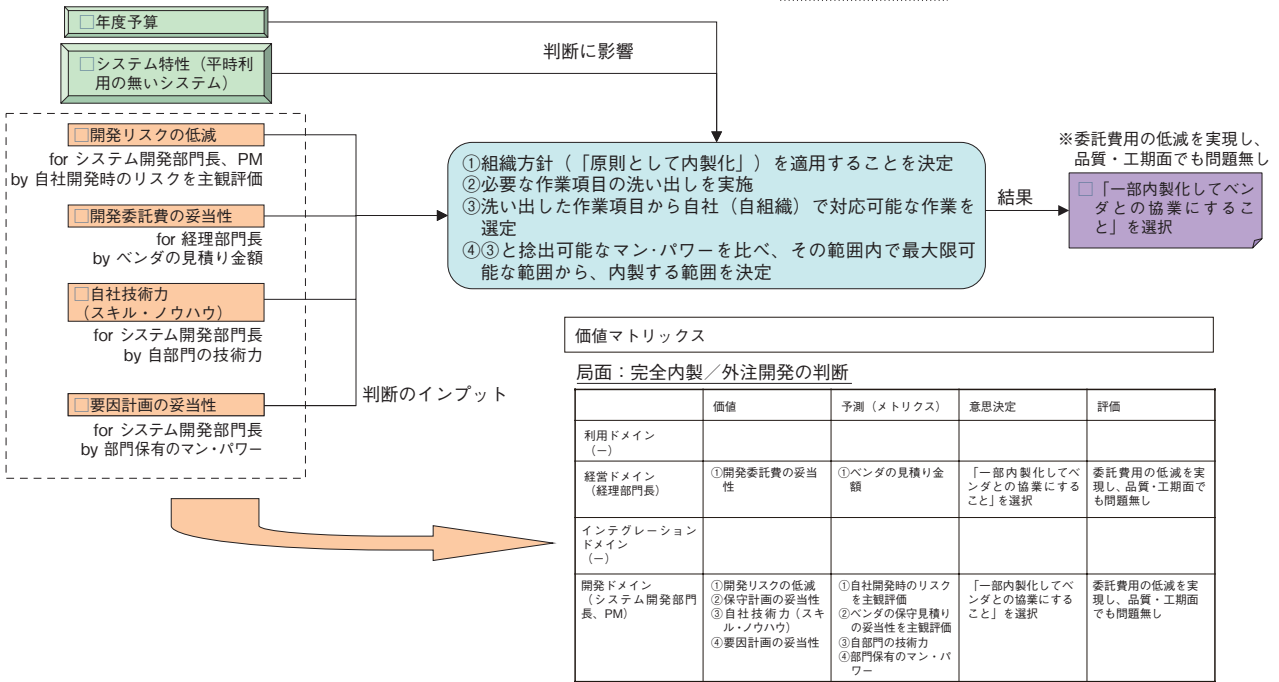 □年度予算
□システム特性（平時利
用の無いシステム）
判断に影響
□開発リスクの低減
for システム開発部門長、PM
by 自社開発時のリスクを主観評価
□開発委託費の妥当性
for 経理部門長
by ベンダの見積り金額
□自社技術力
（スキル・ノウハウ）
for システム開発部門長
by 自部門の技術力
□要因計画の妥当性
for システム開発部門長
by 部門保有のマン・パワー
判断のインプット
①組織方針（「原則として内製化」）を適用することを決定
②必要な作業項目の洗い出しを実施
③洗い出した作業項目から自社（自組織）で対応可能な作業を
選定
④③と捻出可能なマン・パワーを比べ、その範囲内で最大限可
能な範囲から、内製する範囲を決定
結果
※委託費用の低減を実現し、
品質・工期面でも問題無し
□「一部内製化してベン
ダとの協業にするこ
と」を選択
価値マトリックス
局面：完全内製／外注開発の判断
価値
予測（メトリクス）
意思決定
評価
利用ドメイン
（－）
経営ドメイン
（経理部門長）
①開発委託費の妥当
性
①ベンダの見積り金
額
「一部内製化してベ
ンダとの協業にする
こと」を選択
委託費用の低減を実
現し、品質・工期面で
も問題無し
インテグレーション
ドメイン
（－）
開発ドメイン
（システム開発部門
長、PM）
①開発リスクの低減
②保守計画の妥当性
③自社技術力（スキ
ル・ノウハウ）
④要因計画の妥当性
①自社開発時のリスク
を主観評価
②ベンダの保守見積り
の妥当性を主観評価
③自部門の技術力
④部門保有のマン・パ
ワー
「一部内製化してベ
ンダとの協業にする
こと」を選択
委託費用の低減を実
現し、品質・工期面
でも問題無し